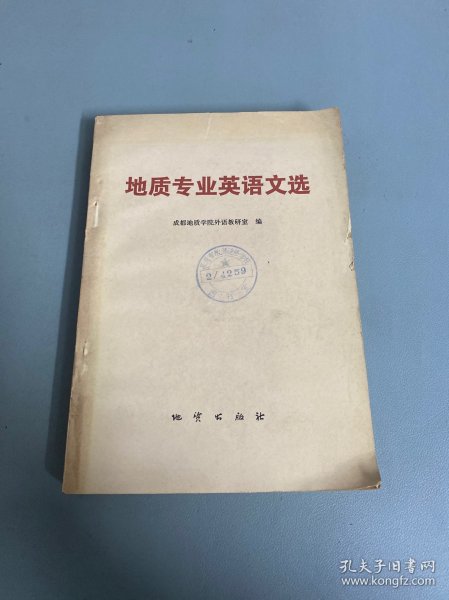 地质专业英语文选
成都地质学院外语教研室 编
2/4259
地质出版社
孔夫子旧书网
www.kongfz.com